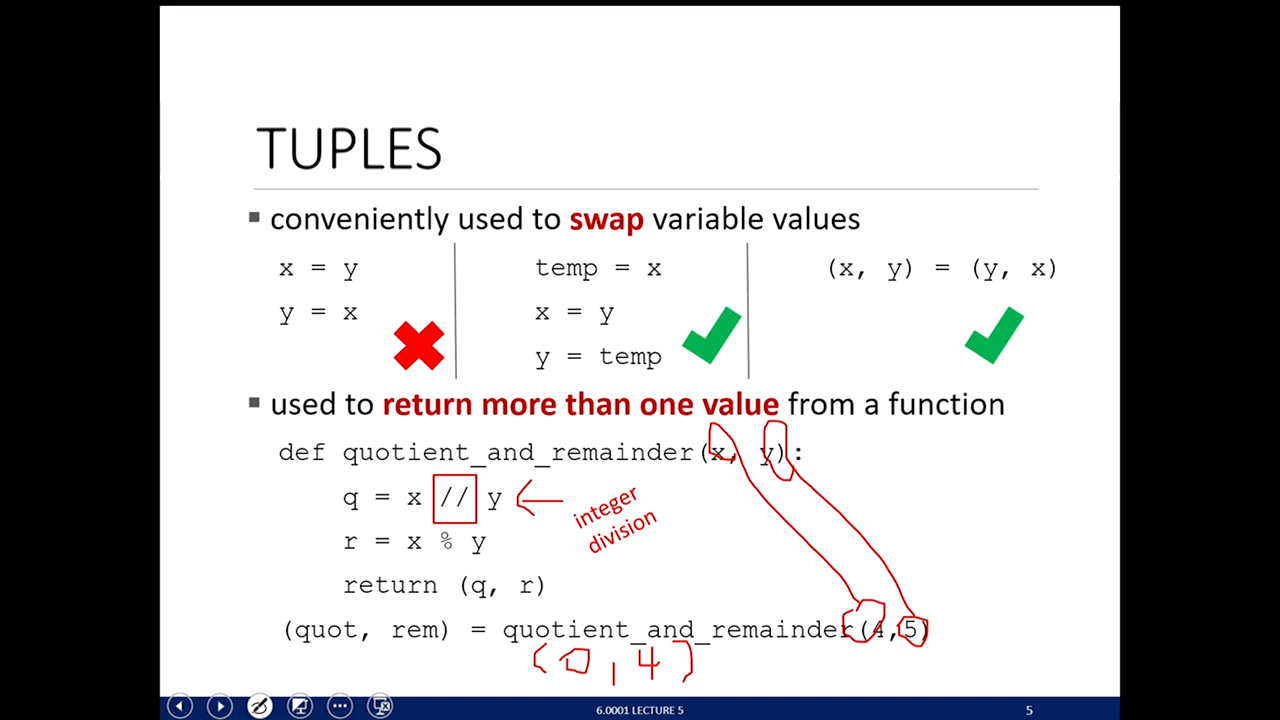 TUPLES
▪ conveniently used to swap variable values
x = y
y = x
temp = x
x = y
y = temp
(x, y) = (y, x)
▪ used to return more than one value from a function
def quotient_and_remainder(x, y):
q = x // y
integer
division
r = x % y
return (q, r)
(quot, rem) = quotient_and_remainder(4,5)
(0, 4)
6.0001 LECTURE 5
5